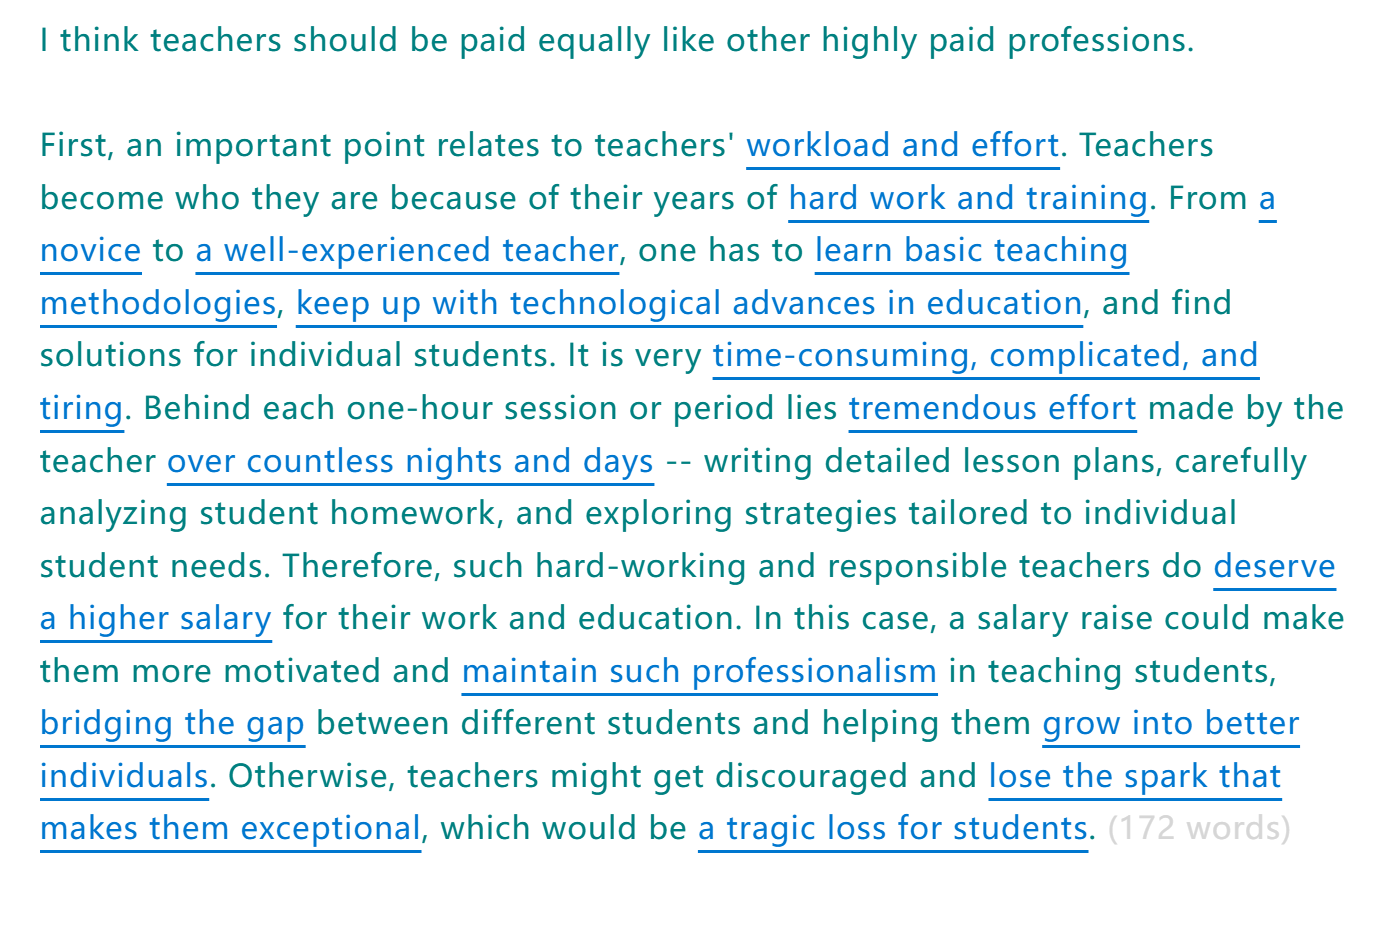 I think teachers should be paid equally like other highly paid professions.
First, an important point relates to teachers' workload and effort. Teachers
become who they are because of their years of hard work and training. From a
novice to a well-experienced teacher, one has to learn basic teaching
methodologies, keep up with technological advances in education, and find
solutions for individual students. It is very time-consuming, complicated, and
tiring. Behind each one-hour session or period lies tremendous effort made by the
teacher over countless nights and days -- writing detailed lesson plans, carefully
analyzing student homework, and exploring strategies tailored to individual
student needs. Therefore, such hard-working and responsible teachers do deserve
a higher salary for their work and education. In this case, a salary raise could make
them more motivated and maintain such professionalism in teaching students,
bridging the gap between different students and helping them grow into better
individuals. Otherwise, teachers might get discouraged and lose the spark that
makes them exceptional, which would be a tragic loss for students. (172 words)